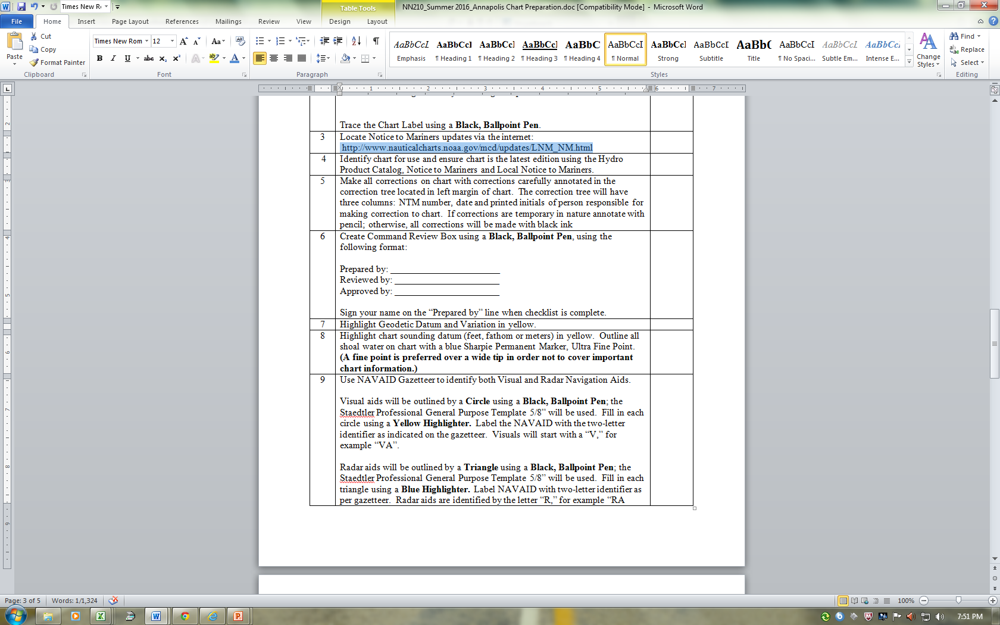 Times New R
Table Tools
NN210_Summer 2016_Annapolis Chart Preparation.doc [Compatibility Mode] - Microsoft Word
File Home Insert Page Layout References Mailings Review View Design Layout
Paste
Cut
Copy
Format Painter
Clipboard
Times New Rom 12
B I U abc x₂ x²
Font
Paragraph
AaBbCcI AaBbCcI AaBbCcI AaBbCcI AaBbC AaBbCcI AaBbCcI AaBbCcI AaBb( AaBbCcI AaBbCcI AaBbCcI
Emphasis ¶ Heading 1 ¶ Heading 2 ¶ Heading 3 ¶ Heading 4 ¶ Normal Strong Subtitle Title ¶ No Spaci... Subtle Em... Intense E...
Change Styles
Styles
Find
Replace
Select
Editing
1 2 3 4 5 6 7
Trace the Chart Label using a Black, Ballpoint Pen.
3 Locate Notice to Mariners updates via the internet:
http://www.nauticalcharts.noaa.gov/mcd/updates/LNM_NM.html
4 Identify chart for use and ensure chart is the latest edition using the Hydro
Product Catalog, Notice to Mariners and Local Notice to Mariners.
5 Make all corrections on chart with corrections carefully annotated in the
correction tree located in left margin of chart.  The correction tree will have
three columns:  NTM number, date and printed initials of person responsible for
making correction to chart.  If corrections are temporary in nature annotate with
pencil; otherwise, all corrections will be made with black ink
6 Create Command Review Box using a Black, Ballpoint Pen, using the
following format:
Prepared by: ________________________
Reviewed by: _______________________
Approved by: _______________________
Sign your name on the “Prepared by” line when checklist is complete.
7 Highlight Geodetic Datum and Variation in yellow.
8 Highlight chart sounding datum (feet, fathom or meters) in yellow.  Outline all
shoal water on chart with a blue Sharpie Permanent Marker, Ultra Fine Point.
(A fine point is preferred over a wide tip in order not to cover important
chart information.)
9 Use NAVAID Gazetteer to identify both Visual and Radar Navigation Aids.
Visual aids will be outlined by a Circle using a Black, Ballpoint Pen; the
Staedtler Professional General Purpose Template 5/8” will be used.  Fill in each
circle using a Yellow Highlighter.  Label the NAVAID with the two-letter
identifier as indicated on the gazetteer.  Visuals will start with a “V,” for
example “VA”.
Radar aids will be outlined by a Triangle using a Black, Ballpoint Pen; the
Staedtler Professional General Purpose Template 5/8” will be used.  Fill in each
triangle using a Blue Highlighter.  Label NAVAID with two-letter identifier as
per gazetteer.  Radar aids are identified by the letter “R,” for example “RA
Page: 3 of 5 Words: 1/1,324 100%
7:51 PM